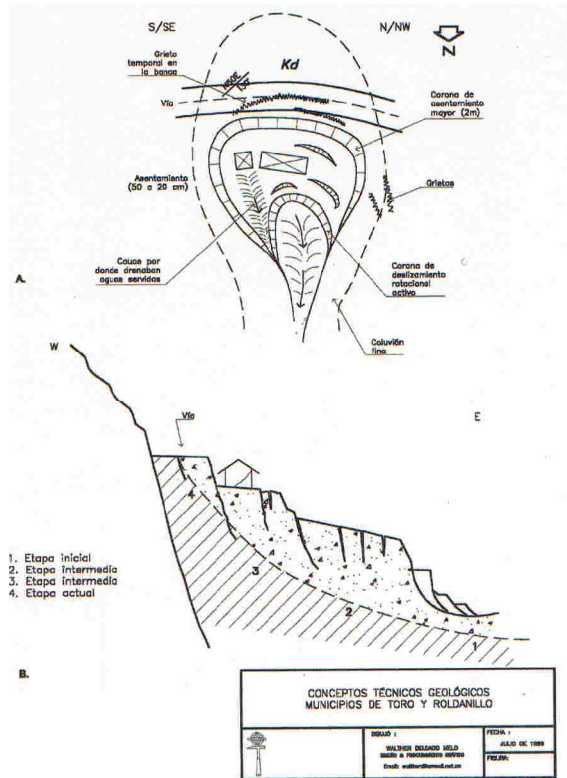 S/SE
N/NW
N
Grieta
temporal en
la banca
Kd
N50E
Vía
Corona de
asentamiento
mayor (2m)
Asentamiento
(50 a 20 cm)
Grietas
Cauce por
donde drenaban
aguas servidas
Corona de
deslizamiento
rotacional
activo
A.
Coluvión
fino
W
E
Vía
4
3
2
1
1. Etapa inicial
2. Etapa intermedia
3. Etapa intermedia
4. Etapa actual
B.
CONCEPTOS TÉCNICOS GEOLÓGICOS
MUNICIPIOS DE TORO Y ROLDANILLO
DIBUJÓ :
WALTHER DELGADO MELO
FECHA :
JULIO DE 1999
FIGURA: